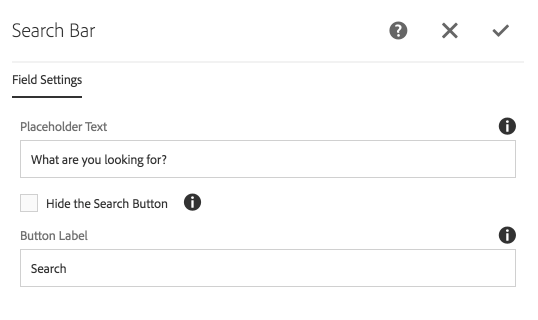 Search Bar
Field Settings
Placeholder Text
What are you looking for?
Hide the Search Button
Button Label
Search